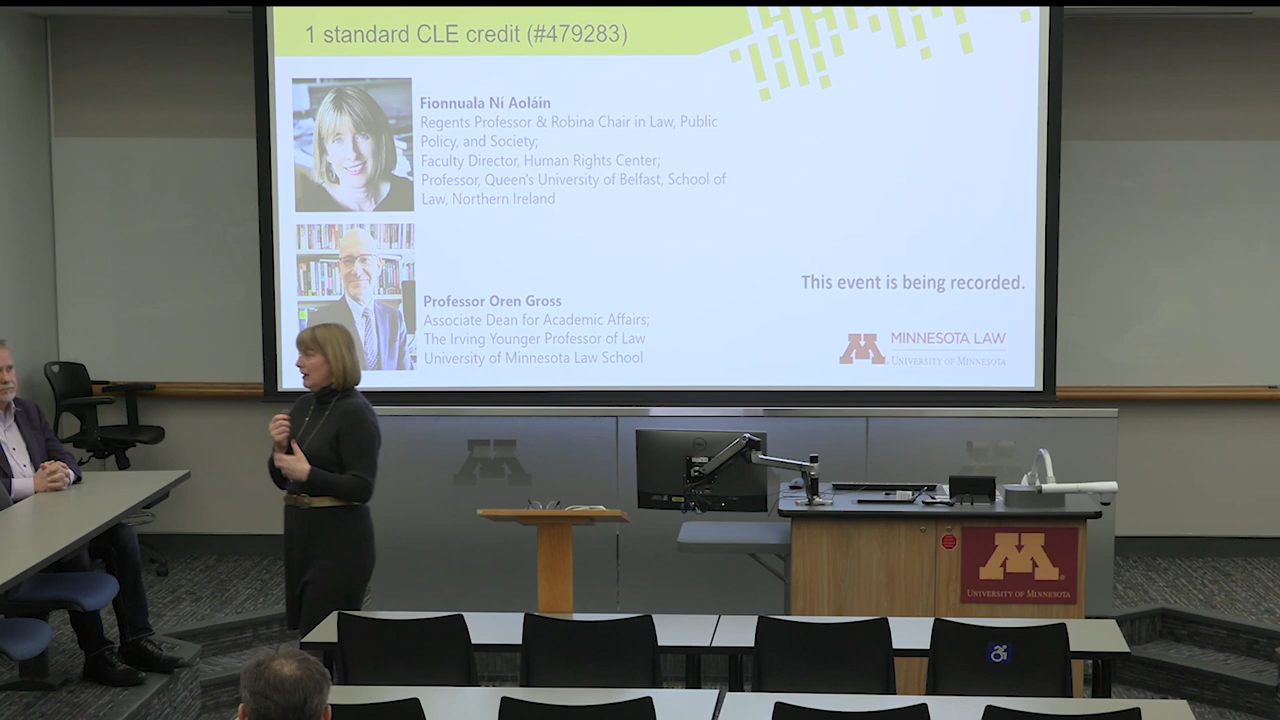 1 standard CLE credit (#479283)
Fionnuala Ní Aoláin
Regents Professor & Robina Chair in Law, Public
Policy, and Society;
Faculty Director, Human Rights Center;
Professor, Queen's University of Belfast, School of
Law, Northern Ireland
Professor Oren Gross
Associate Dean for Academic Affairs;
The Irving Younger Professor of Law
University of Minnesota Law School
This event is being recorded.
M
MINNESOTA LAW
UNIVERSITY OF MINNESOTA
M
DELL
M
UNIVERSITY OF MINNESOTA